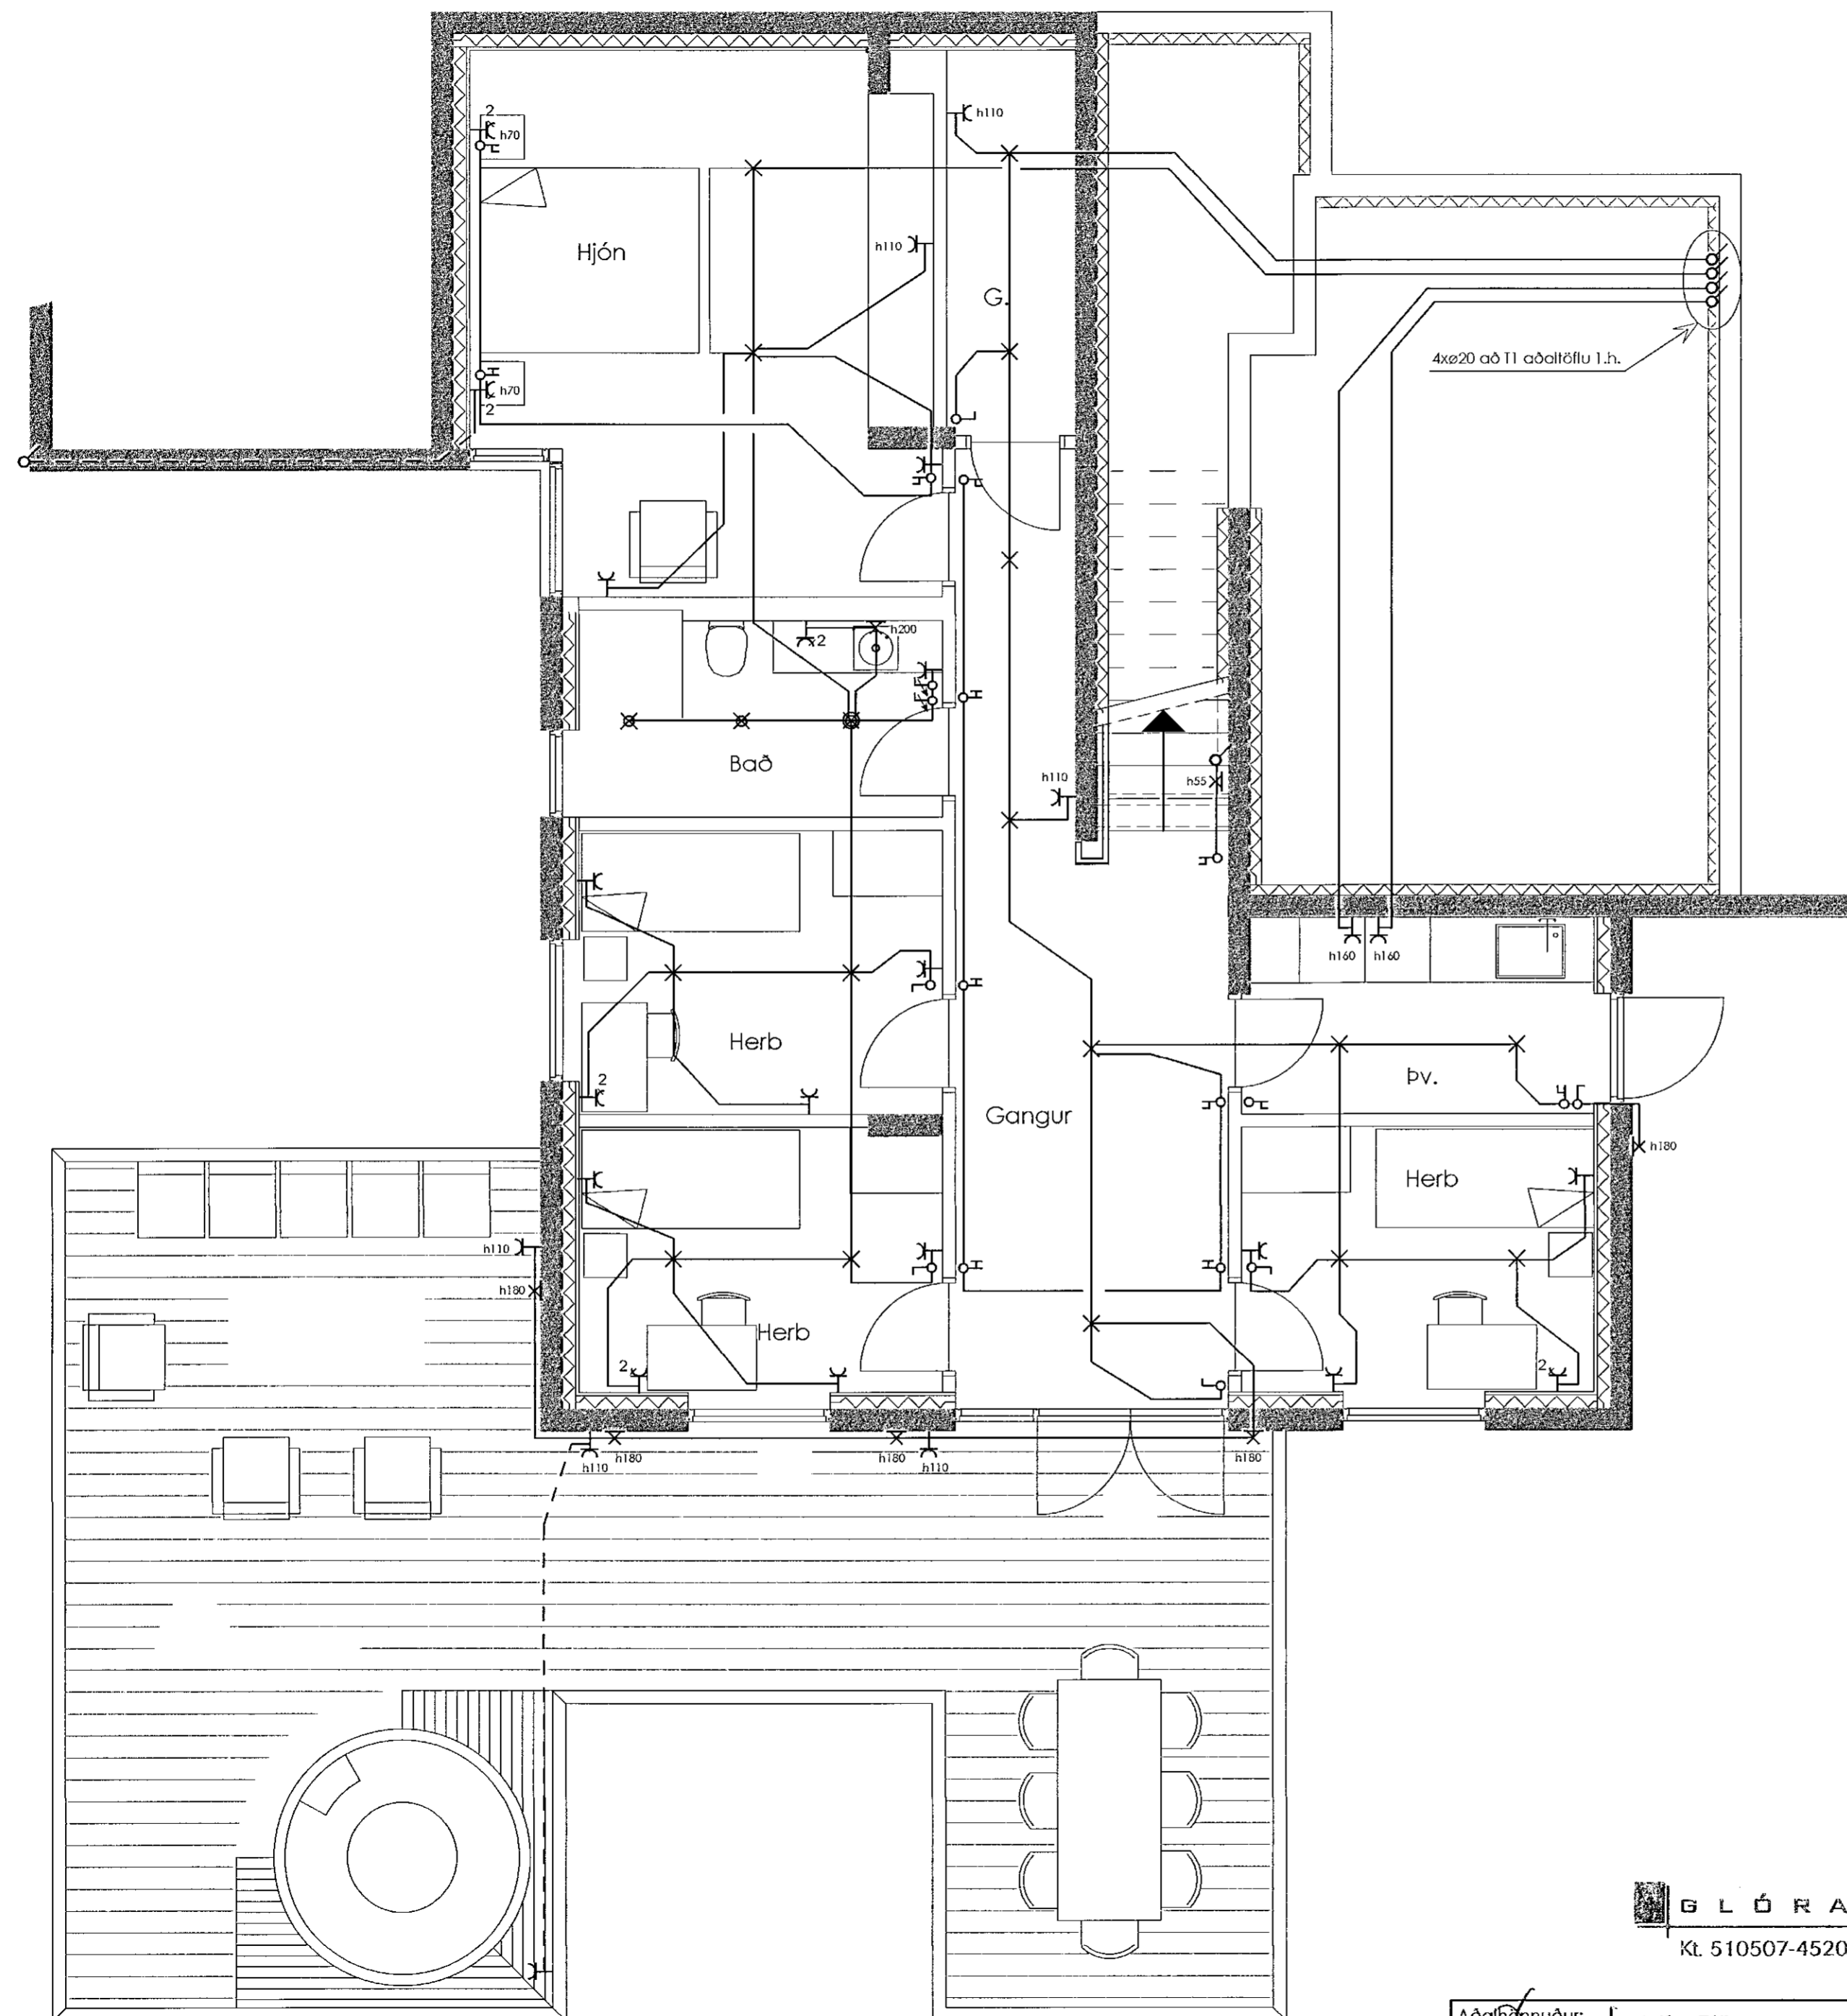 2
h70
h110
Hjón
h110
G.
4xø20 að T1 aðaltöflu 1.h.
h70
2
2
h200
Bað
h110
h55
h160
h160
2
Herb
Þv.
Gangur
h180
Herb
h110
h180
Herb
2
2
h180
h110
h180
h110
h180
GLÓRA
Kt. 510507-4520
Aðalhönnuður: